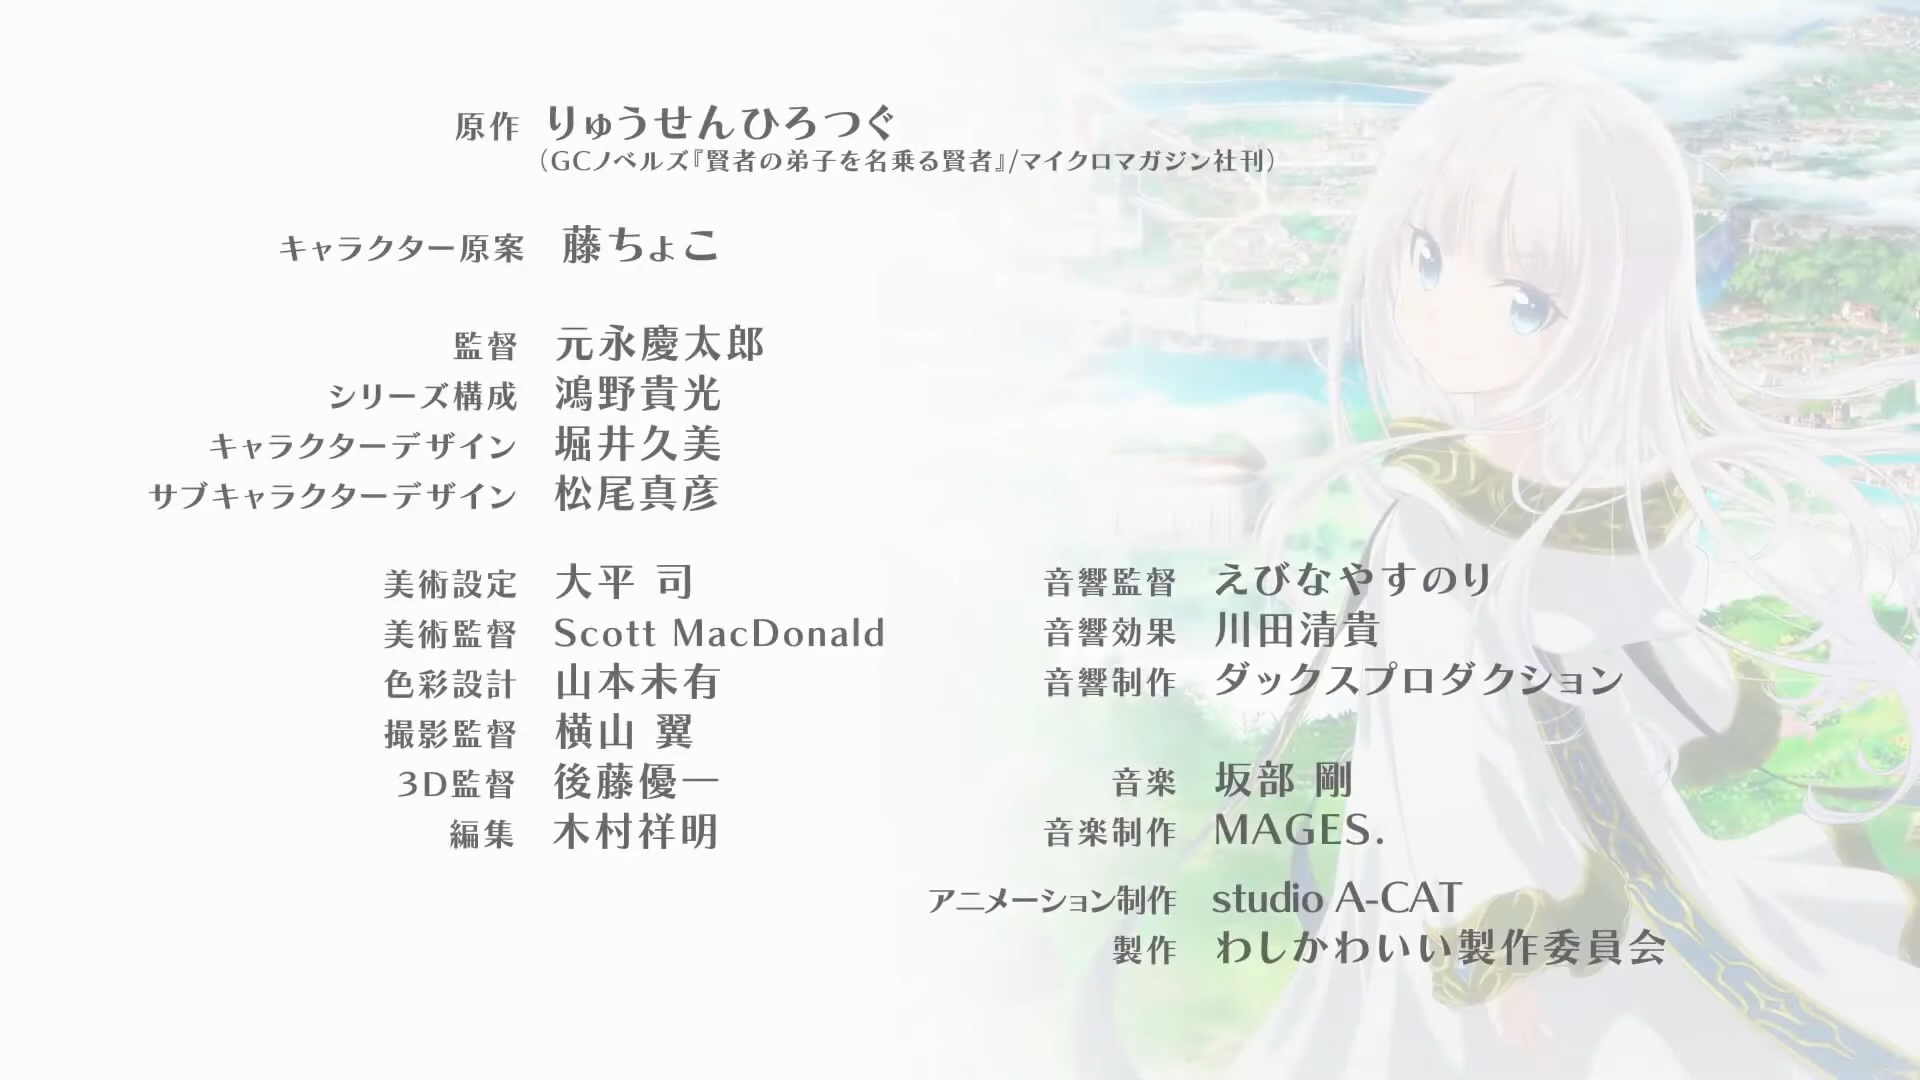 原作 りゅうせんひろつぐ
(GCノベルズ『賢者の弟子を名乗る賢者』/マイクロマガジン社刊)
キャラクター原案 藤ちょこ
監督 元永慶太郎
シリーズ構成 鴻野貴光
キャラクターデザイン 堀井久美
サブキャラクターデザイン 松尾真彦
美術設定 大平 司
美術監督 Scott MacDonald
色彩設計 山本未有
撮影監督 横山 翼
3D監督 後藤優一
編集 木村祥明
音響監督 えびなやすのり
音響効果 川田清貴
音響制作 ダックスプロダクション
音楽 坂部 剛
音楽制作 MAGES.
アニメーション制作 studio A-CAT
製作 わしかわいい製作委員会